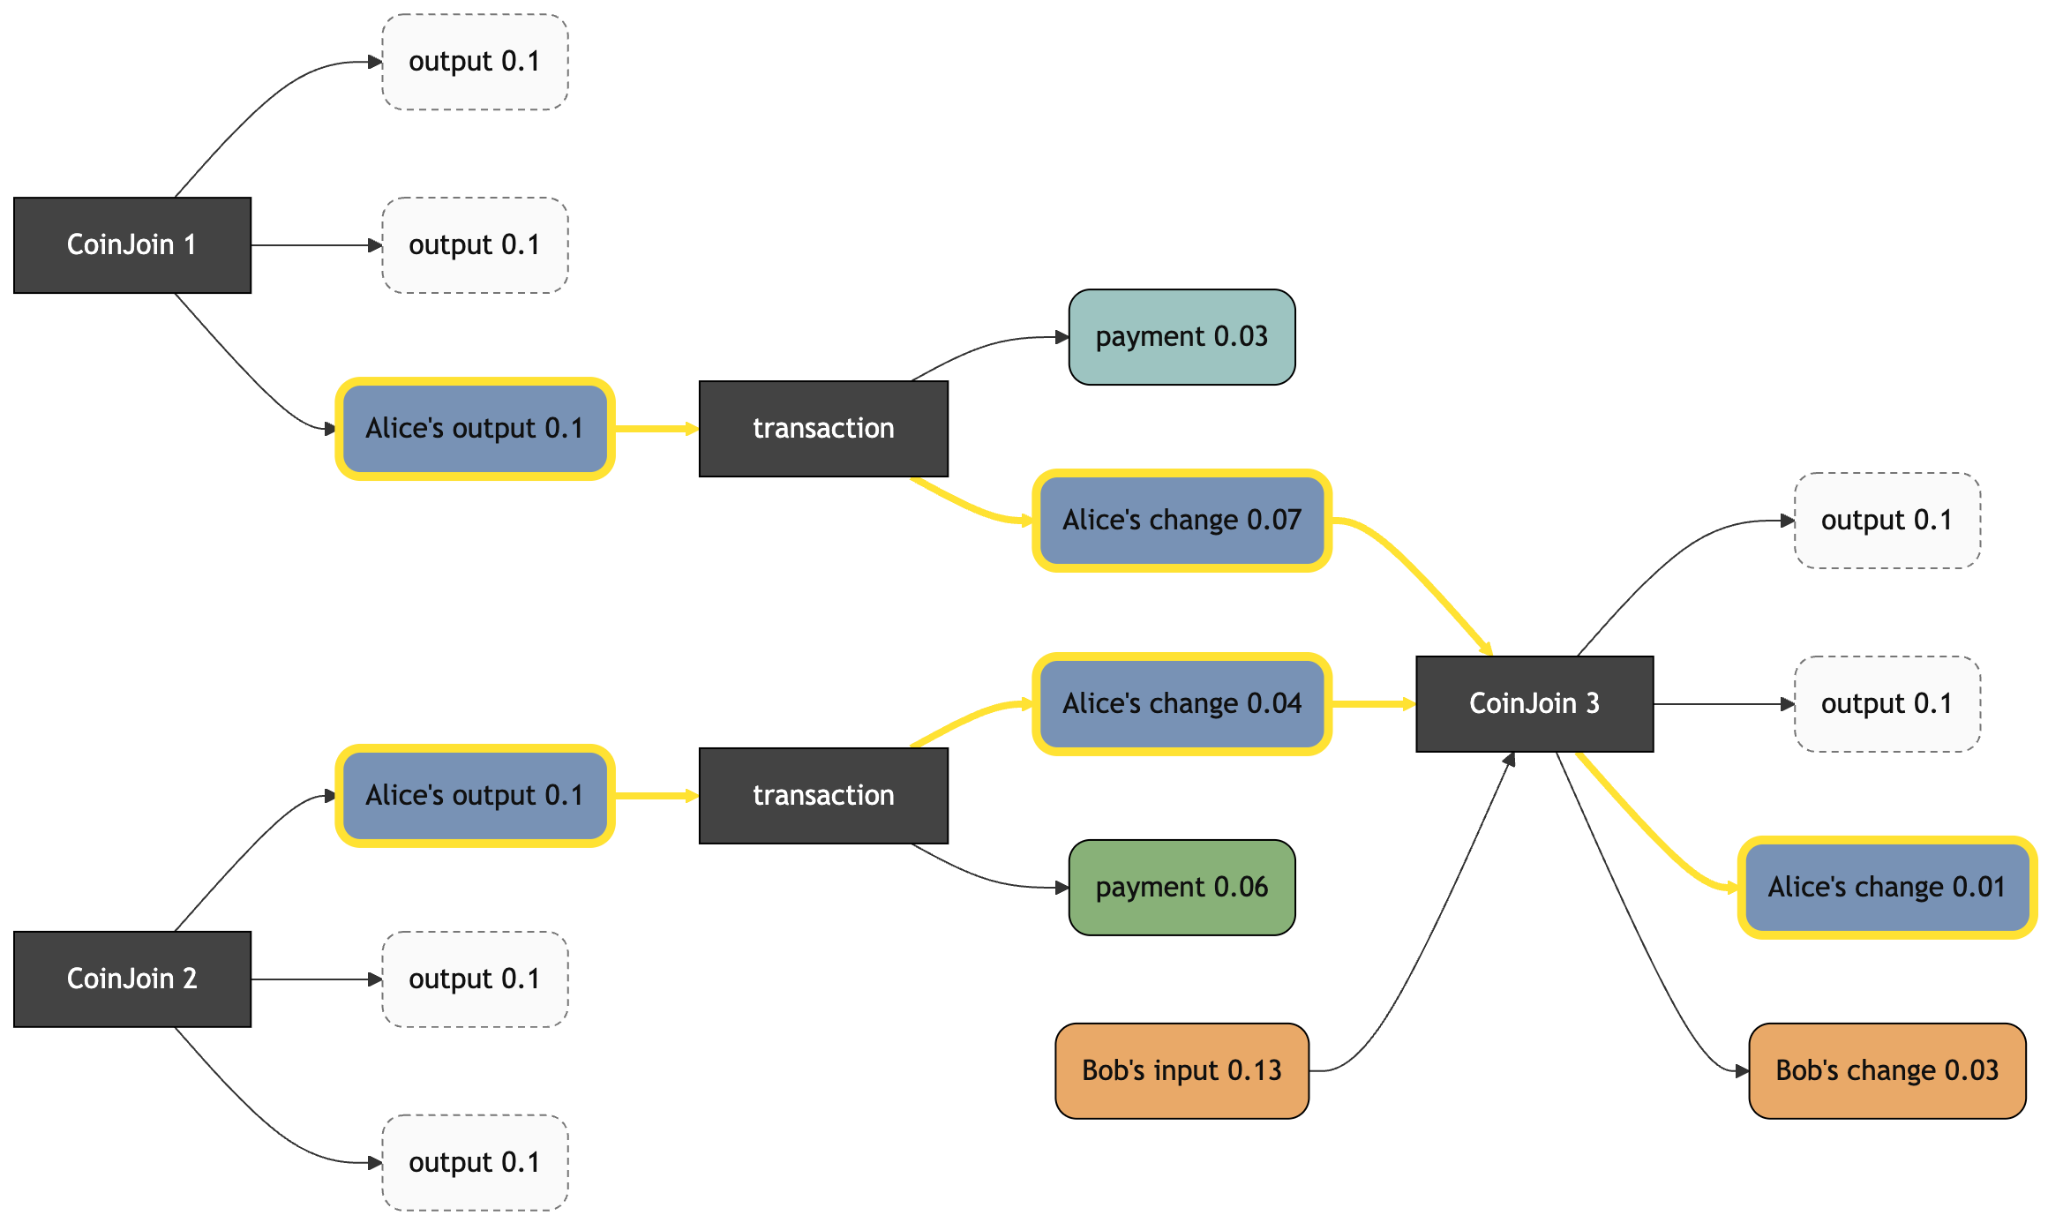 output 0.1
CoinJoin 1
output 0.1
payment 0.03
Alice's output 0.1
transaction
Alice's change 0.07
output 0.1
Alice's change 0.04
CoinJoin 3
output 0.1
Alice's output 0.1
transaction
payment 0.06
Alice's change 0.01
CoinJoin 2
output 0.1
Bob's input 0.13
Bob's change 0.03
output 0.1